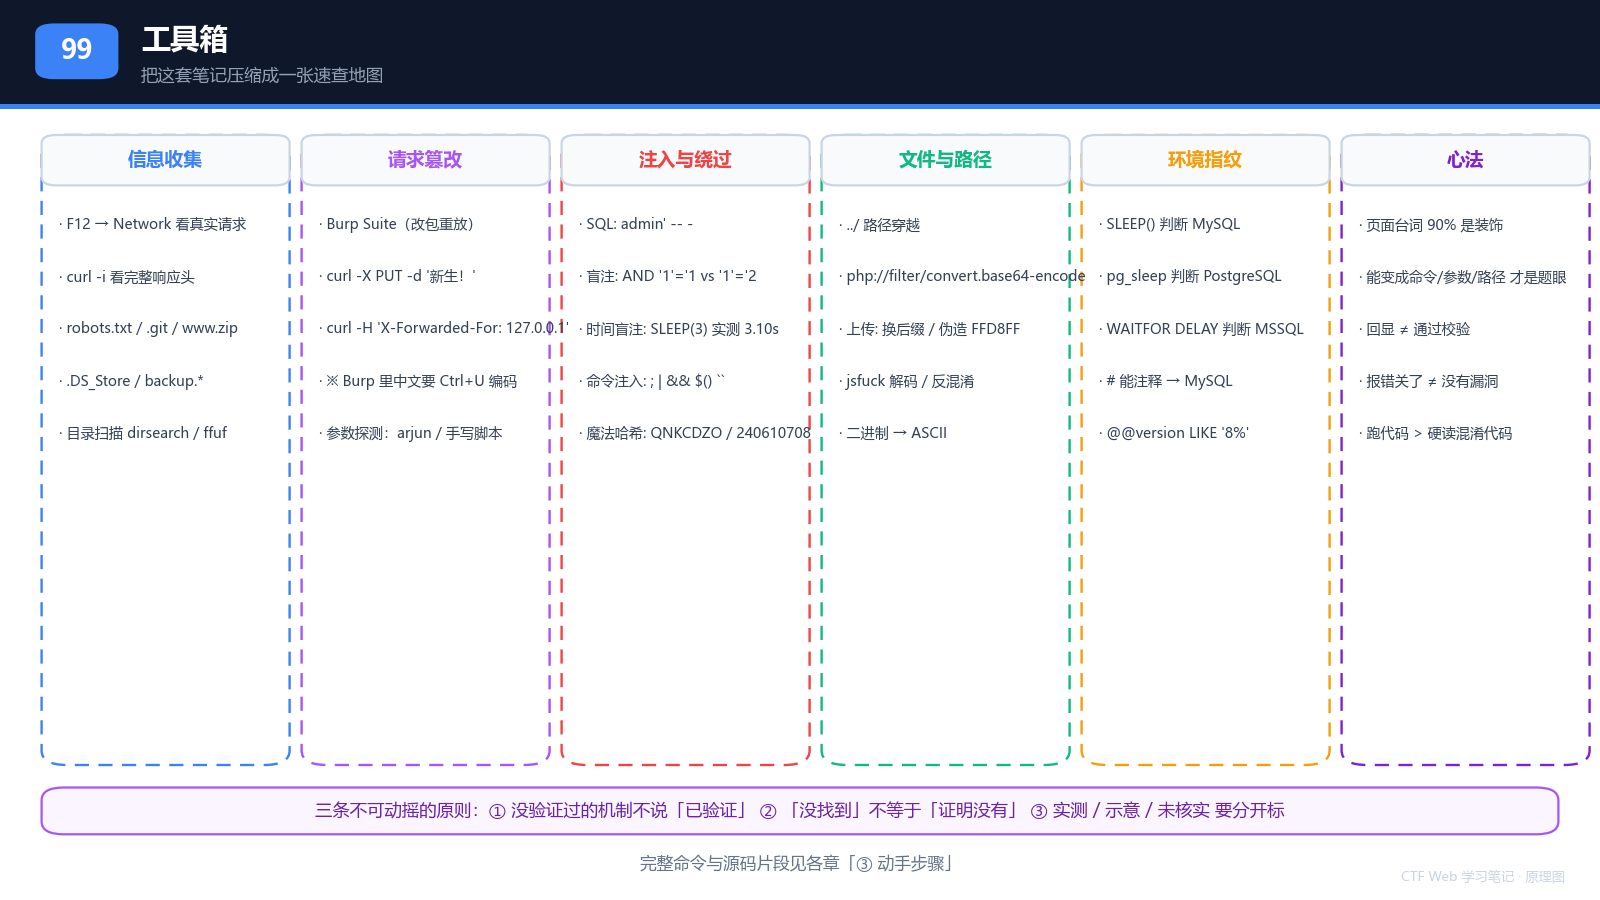 99
工具箱
把这套笔记压缩成一张速查地图
信息收集
· F12 → Network 看真实请求
· curl -i 看完整响应头
· robots.txt / .git / www.zip
· .DS_Store / backup.*
· 目录扫描 dirsearch / ffuf
请求篡改
· Burp Suite（改包重放）
· curl -X PUT -d '新生！'
· curl -H 'X-Forwarded-For: 127.0.0.1'
· ※ Burp 里中文要 Ctrl+U 编码
· 参数探测：arjun / 手写脚本
注入与绕过
· SQL: admin' -- -
· 盲注: AND '1'='1 vs '1'='2
· 时间盲注: SLEEP(3) 实测 3.10s
· 命令注入: ; | && $() ``
· 魔法哈希: QNKCDZO / 240610708
文件与路径
· ../ 路径穿越
· php://filter/convert.base64-encode
· 上传: 换后缀 / 伪造 FFD8FF
· jsfuck 解码 / 反混淆
· 二进制 → ASCII
环境指纹
· SLEEP() 判断 MySQL
· pg_sleep 判断 PostgreSQL
· WAITFOR DELAY 判断 MSSQL
· # 能注释 → MySQL
· @@version LIKE '8%'
心法
· 页面台词 90% 是装饰
· 能变成命令/参数/路径 才是题眼
· 回显 ≠ 通过校验
· 报错关了 ≠ 没有漏洞
· 跑代码 > 硬读混淆代码
三条不可动摇的原则：① 没验证过的机制不说「已验证」 ② 「没找到」不等于「证明没有」 ③ 实测 / 示意 / 未核实 要分开标
完整命令与源码片段见各章「③ 动手步骤」
CTF Web 学习笔记 · 原理图